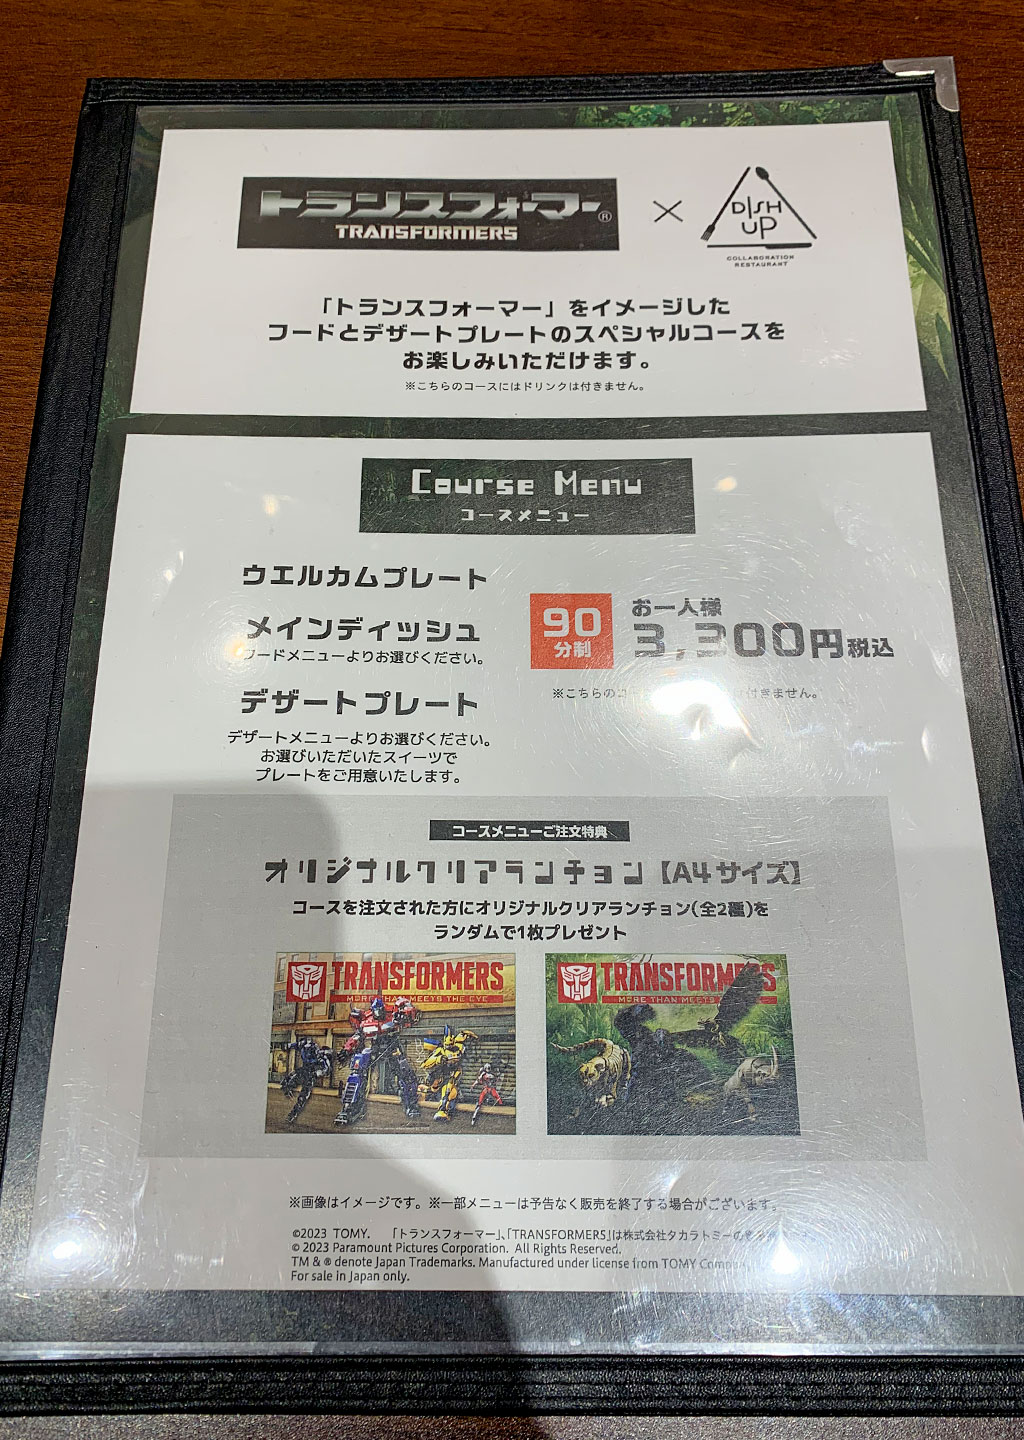 トランスフォーマー®
TRANSFORMERS
×
DISH
UP
COLLABORATION
RESTAURANT
「トランスフォーマー」をイメージした
フードとデザートプレートのスペシャルコースを
お楽しみいただけます。
※こちらのコースにはドリンクは付きません。
Course Menu
コースメニュー
ウエルカムプレート
メインディッシュ
フードメニューよりお選びください。
デザートプレート
デザートメニューよりお選びください。
お選びいただいたスイーツで
プレートをご用意いたします。
90
分制
お一人様
3,300円税込
※こちらのコ 付きません。
コースメニューご注文特典
オリジナルクリアランチョン【A4サイズ】
コースを注文された方にオリジナルクリアランチョン(全2種)を
ランダムで1枚プレゼント
TRANSFORMERS
MORE THAN MEETS THE EYE
TRANSFORMERS
MORE THAN MEETS
※画像はイメージです。※一部メニューは予告なく販売を終了する場合がございます。
©2023 TOMY. 「トランスフォーマー」、「TRANSFORMERS」は株式会社タカラトミーの
© 2023 Paramount Pictures Corporation. All Rights Reserved.
TM & ® denote Japan Trademarks. Manufactured under license from TOMY Company.
For sale in Japan only.